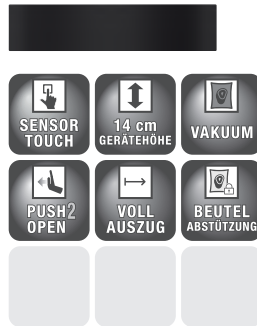 SENSOR
TOUCH
14 cm
GERÄTEHÖHE
VAKUUM
PUSH2
OPEN
VOLL
AUSZUG
BEUTEL
ABSTÜTZUNG